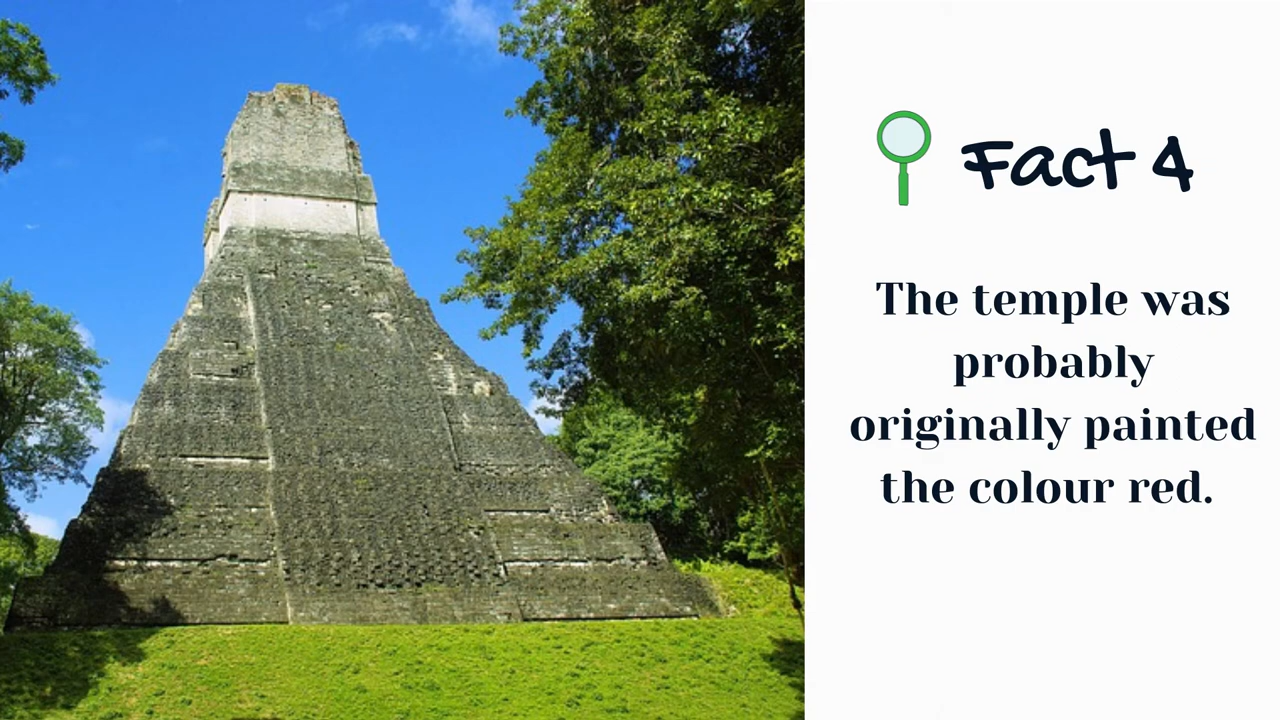 Fact 4
The temple was
probably
originally painted
the colour red.